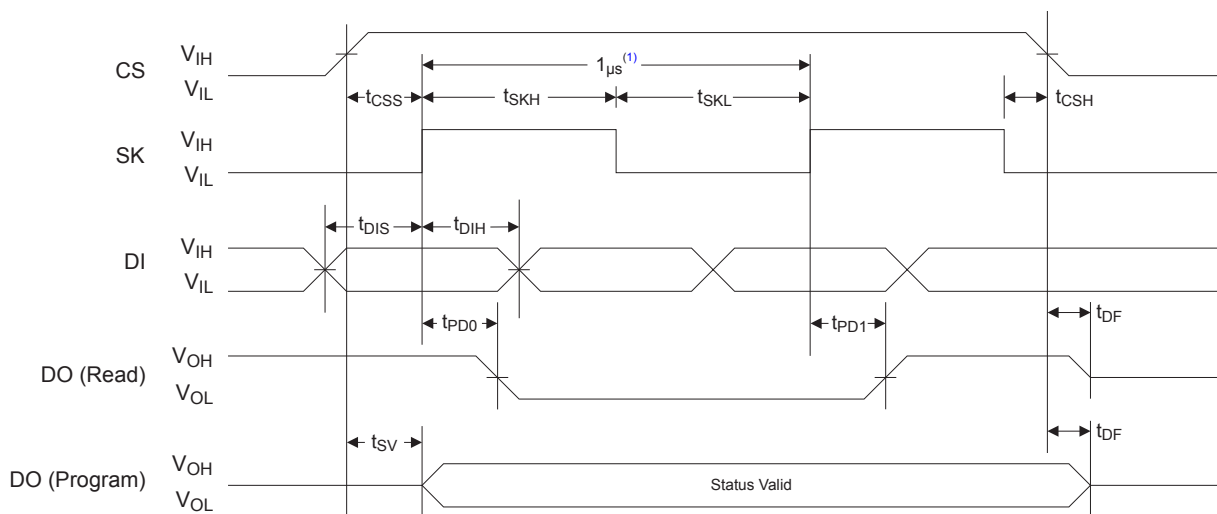 CS
V_IH
V_IL
1µs(1)
t_CSS
t_SKH
t_SKL
t_CSH
SK
V_IH
V_IL
t_DIS
t_DIH
DI
V_IH
V_IL
t_PD0
t_PD1
t_DF
DO (Read)
V_OH
V_OL
t_SV
t_DF
DO (Program)
V_OH
V_OL
Status Valid